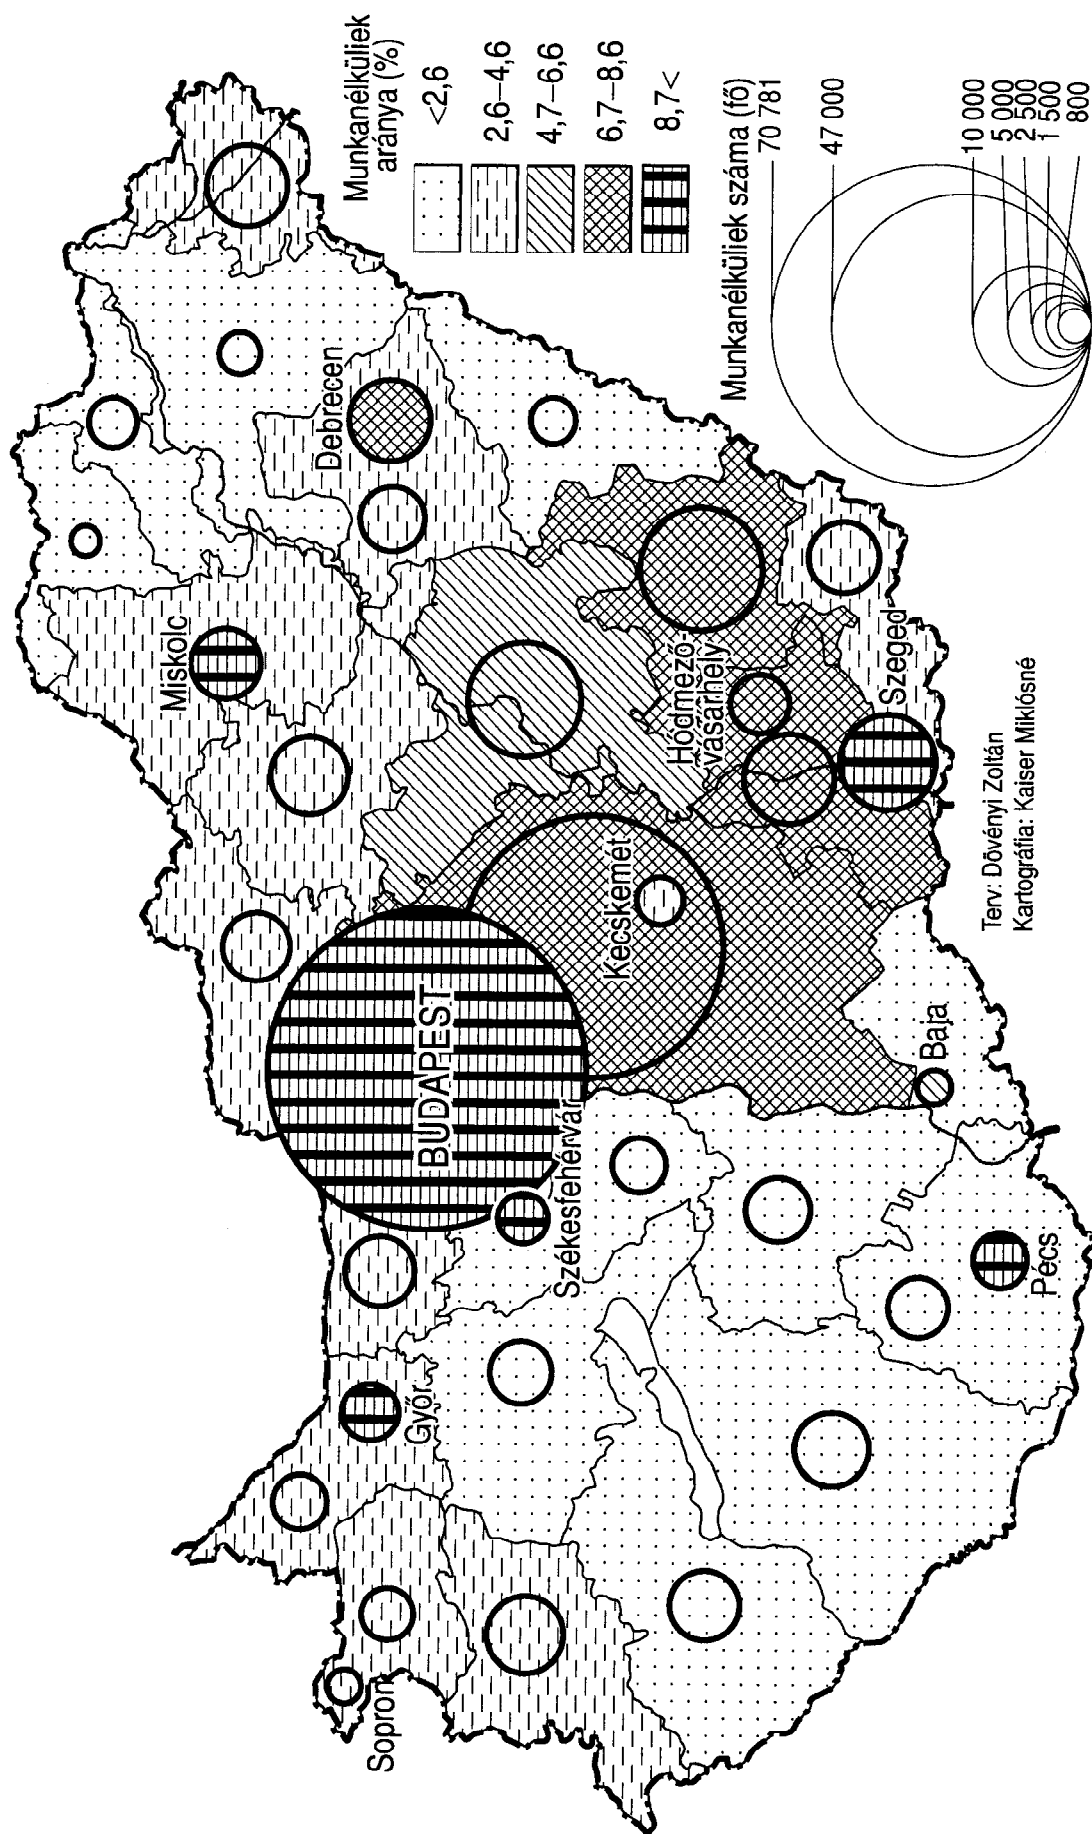 Munkanélküliek
aránya (%)
<2,6
2,6–4,6
4,7–6,6
6,7–8,6
8,7<
Munkanélküliek száma (fő)
70 781
47 000
10 000
5 000
2 500
1 500
800
Miskolc
Debrecen
BUDAPEST
Győr
Sopron
Székesfehérvár
Kecskemét
Hódmező-
vásárhely
Szeged
Baja
Pécs
Terv: Dövényi Zoltán
Kartográfia: Kaiser Miklósné